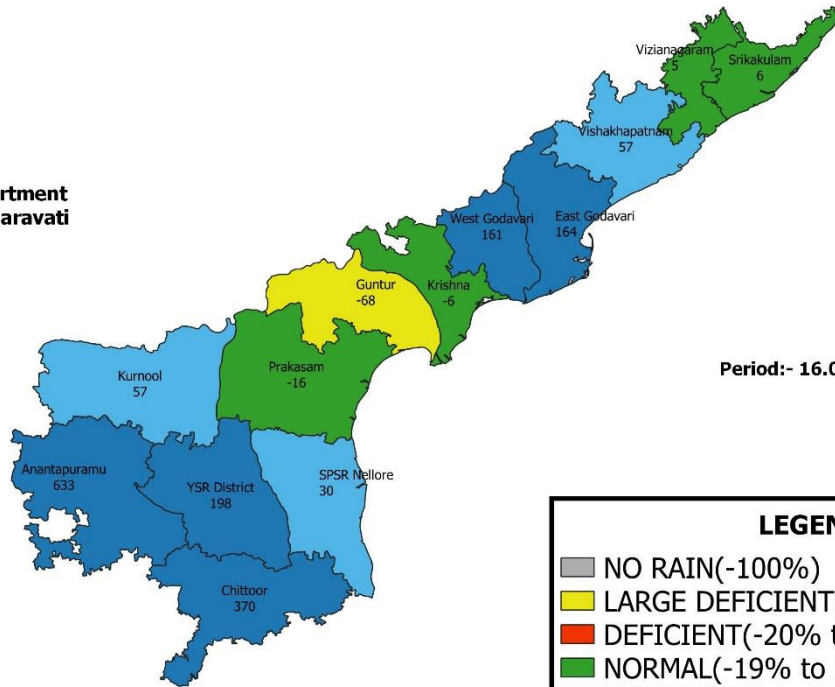 Vizianagaram
5
Srikakulam
6
Vishakhapatnam
57
rtment
aravati
West Godavari
161
East Godavari
164
Guntur
-68
Krishna
-6
Prakasam
-16
Period:- 16.0
Kurnool
57
Anantapuramu
633
YSR District
198
SPSR Nellore
30
Chittoor
370
LEGEN
NO RAIN(-100%)
LARGE DEFICIENT
DEFICIENT(-20% t
NORMAL(-19% to